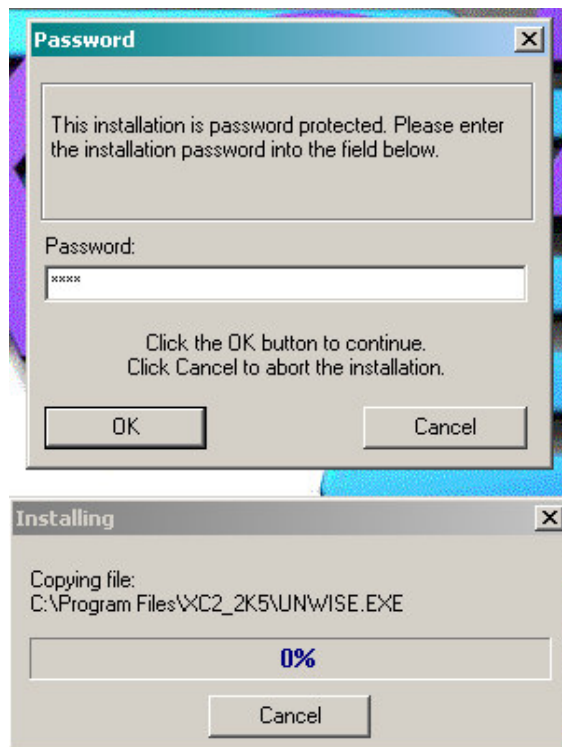 Password
This installation is password protected. Please enter
the installation password into the field below.
Password:
****
Click the OK button to continue.
Click Cancel to abort the installation.
OK
Cancel
Installing
Copying file:
C:\Program Files\XC2_2K5\UNWISE.EXE
0%
Cancel